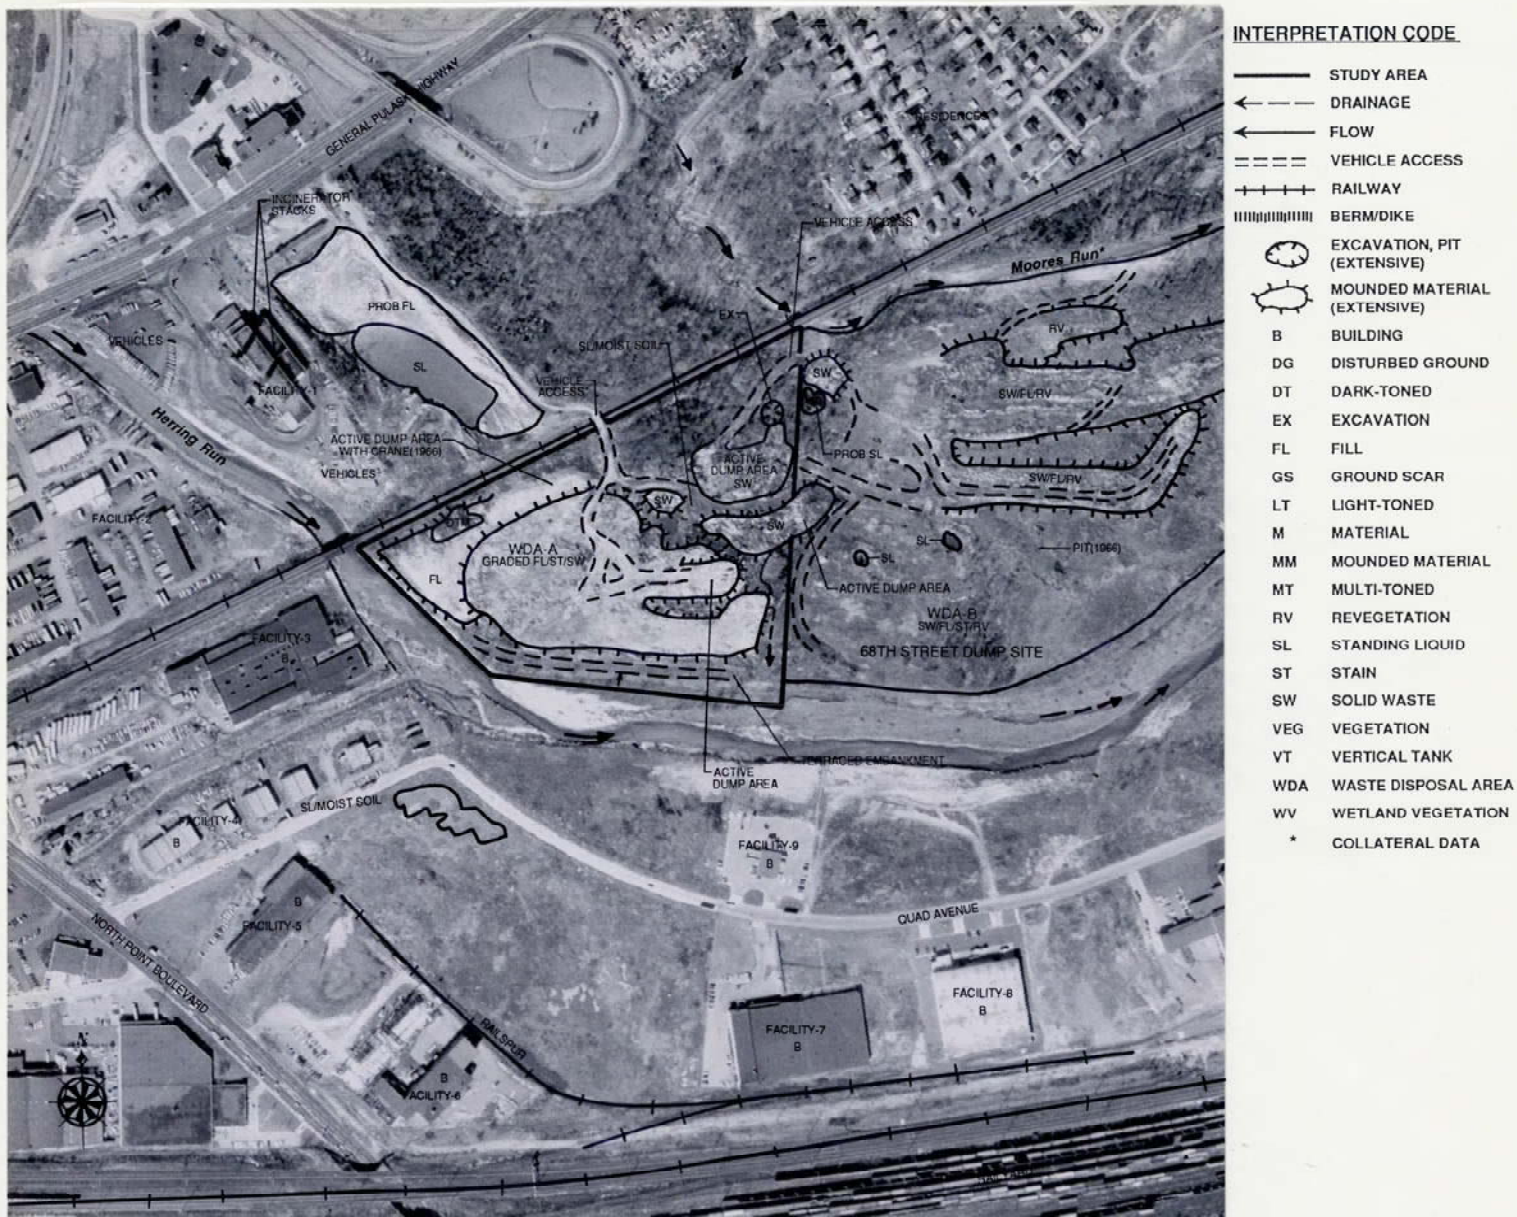 GENERAL PULASKI HIGHWAY
RESIDENCES
INCINERATOR
STACKS
VEHICLE ACCESS
Moores Run*
PROB FL
EX
RV
VEHICLES
SL/MOIST SOIL
SL
SW
FACILITY-1
VEHICLE
ACCESS
SW/FL/RV
Herring Run
ACTIVE DUMP AREA
WITH CRANE(1966)
PROB SL
VEHICLES
ACTIVE
DUMP AREA
SW
SW/FL/RV
SW
FACILITY-2
SW
SL
PIT(1966)
WDA-A
GRADED FL/ST/SW
SL
FL
ACTIVE DUMP AREA
WDA-B
SW/FL/ST/RV
FACILITY-3
B
68TH STREET DUMP SITE
TERRACED EMBANKMENT
ACTIVE
DUMP AREA
SL/MOIST SOIL
FACILITY-4
B
FACILITY-9
B
B
FACILITY-5
QUAD AVENUE
NORTH POINT BOULEVARD
FACILITY-8
B
FACILITY-7
B
RAILSPUR
B
FACILITY-6
N
INTERPRETATION CODE
STUDY AREA
DRAINAGE
FLOW
VEHICLE ACCESS
RAILWAY
BERM/DIKE
EXCAVATION, PIT
(EXTENSIVE)
MOUNDED MATERIAL
(EXTENSIVE)
B BUILDING
DG DISTURBED GROUND
DT DARK-TONED
EX EXCAVATION
FL FILL
GS GROUND SCAR
LT LIGHT-TONED
M MATERIAL
MM MOUNDED MATERIAL
MT MULTI-TONED
RV REVEGETATION
SL STANDING LIQUID
ST STAIN
SW SOLID WASTE
VEG VEGETATION
VT VERTICAL TANK
WDA WASTE DISPOSAL AREA
WV WETLAND VEGETATION
* COLLATERAL DATA